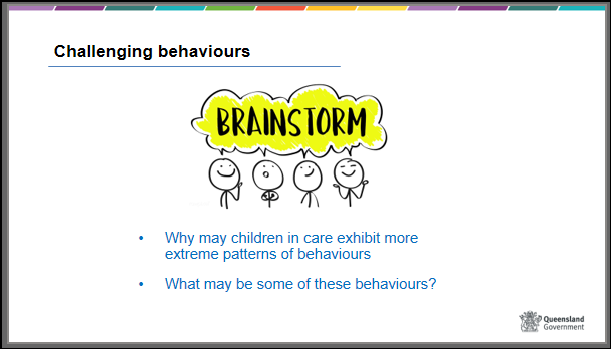 Challenging behaviours
BRAINSTORM
• Why may children in care exhibit more
extreme patterns of behaviours
• What may be some of these behaviours?
Queensland
Government